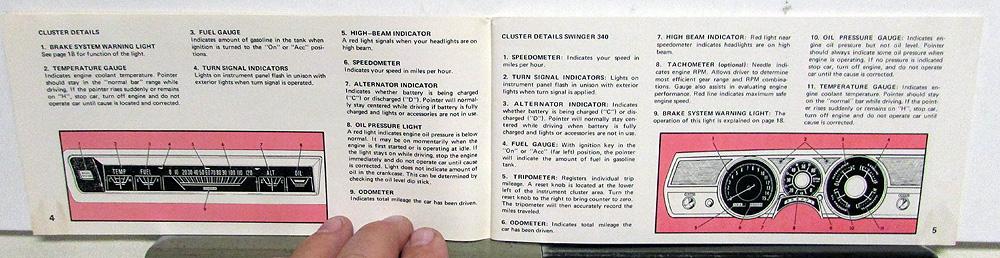 CLUSTER DETAILS
1. BRAKE SYSTEM WARNING LIGHT
See page 18 for function of the light.
2. TEMPERATURE GAUGE
Indicates engine coolant temperature. Pointer
should stay in the "normal bar" range while
driving. If the pointer rises suddenly or remains
on "H", stop car, turn off engine and do not
operate car until cause is located and corrected.
3. FUEL GAUGE
Indicates amount of gasoline in the tank when
ignition is turned to the "On" or "Acc" posi-
tions.
4. TURN SIGNAL INDICATORS
Lights on instrument panel flash in unison with
exterior lights when turn signal is operated.
5. HIGH-BEAM INDICATOR
A red light signals when your headlights are on
high beam.
6. SPEEDOMETER
Indicates your speed in miles per hour.
7. ALTERNATOR INDICATOR
Indicates whether battery is being charged
("C") or discharged ("D"). Pointer will normal-
ly stay centered while driving if battery is fully
charged and lights or accessories are not in use.
8. OIL PRESSURE LIGHT
A red light indicates engine oil pressure is below
normal. It may be on momentarily when the
engine is first started or is operating at idle. If
the light stays on while driving, stop the engine
immediately and do not operate car until cause
is corrected. Light does not indicate amount of
oil in the crankcase. This can be determined by
checking the oil level dip stick.
9. ODOMETER
Indicates total mileage the car has been driven.
TEMP
FUEL
ALT
OIL
4
CLUSTER DETAILS SWINGER 340
1. SPEEDOMETER: Indicates your speed in
miles per hour.
2. TURN SIGNAL INDICATORS: Lights on
instrument panel flash in unison with exterior
lights when turn signal is applied.
3. ALTERNATOR INDICATOR: Indicates
whether battery is being charged ("C") or dis-
charged ("D"). Pointer will normally stay cen-
tered while driving when battery is fully
charged and lights or accessories are not in use.
4. FUEL GAUGE: With ignition key in the
"On" or "Acc" (far left) position, the pointer
will indicate the amount of fuel in gasoline
tank.
5. TRIPOMETER: Registers individual trip
mileage. A reset knob is located at the lower
left of the instrument cluster area. Turn the
reset knob to the right to bring counter to zero.
The tripometer will then accurately record the
miles traveled.
6. ODOMETER: Indicates total mileage the
car has been driven.
7. HIGH BEAM INDICATOR: Red light near
speedometer indicates headlights are on high
beam.
8. TACHOMETER (optional): Needle indi-
cates engine RPM. Allows driver to determine
most efficient gear range and RPM combina-
tions. Gauge also assists in evaluating engine
performance. Red line indicates maximum safe
engine speed.
9. BRAKE SYSTEM WARNING LIGHT: The
operation of this light is explained on page 18.
10. OIL PRESSURE GAUGE: Indicates en-
gine oil pressure but not oil level. Pointer
should always indicate some oil pressure when
engine is operating. If no pressure is indicated
stop car, turn off engine, and do not operate
car until the cause is corrected.
11. TEMPERATURE GAUGE: Indicates en-
gine coolant temperature. Pointer should stay
on the "normal" bar while driving. If the point-
er rises suddenly or remains on "H", stop car,
turn off engine and do not operate car until
cause is corrected.
5